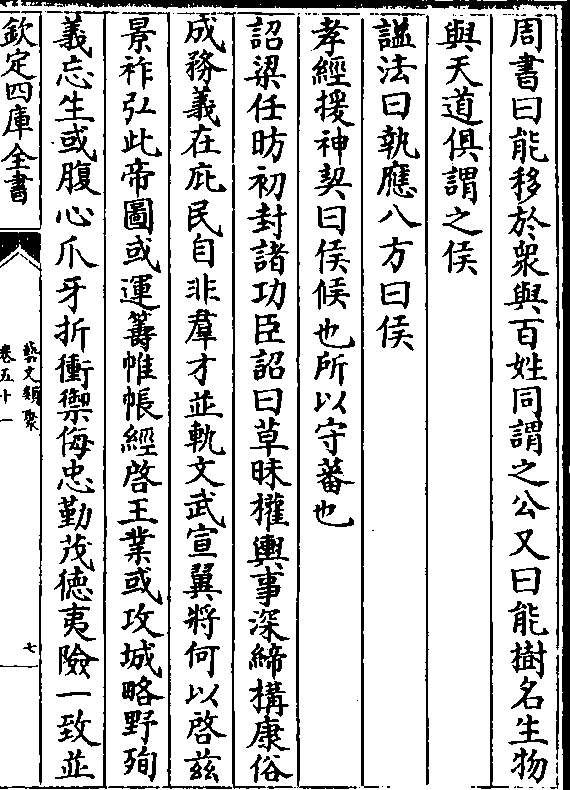 周書曰能移於衆與百姓同謂之公又曰能樹名生物
與天道俱謂之侯
諡法曰執應八方曰侯
孝經援神契曰侯候也所以守蕃也
詔梁任昉初封諸功臣詔曰草昧權輿事深締構康俗
成務義在庇民自非羣才並軌文武宣翼將何以啓兹
景祚弘此帝圖或運籌帷帳經啓王業或攻城略野殉
義忘生或腹心爪牙折衝禦侮忠勤茂徳夷險一致並
欽定四庫全書
藝文類聚
卷五十一
七